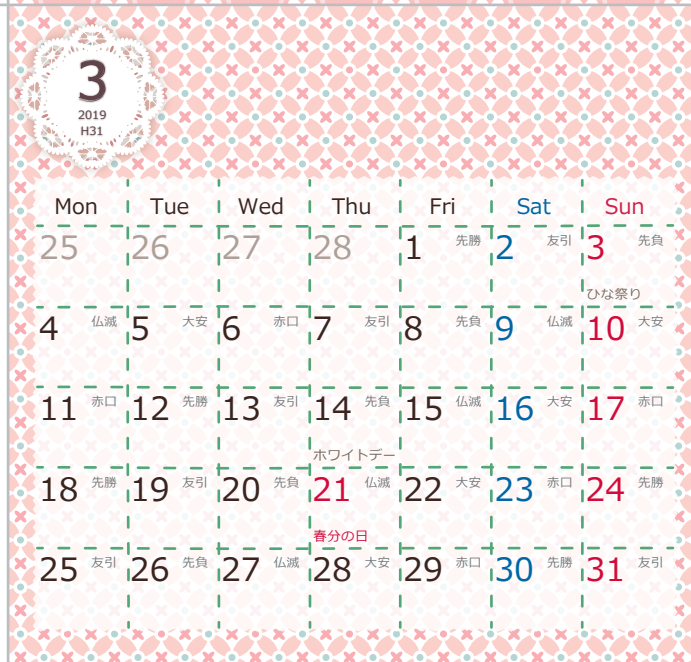 3
2019
H31
Mon Tue Wed Thu Fri Sat Sun
25 26 27 28 1 先勝 2 友引 3 先負
ひな祭り
4 仏滅 5 大安 6 赤口 7 友引 8 先負 9 仏滅 10 大安
11 赤口 12 先勝 13 友引 14 先負 15 仏滅 16 大安 17 赤口
ホワイトデー
18 先勝 19 友引 20 先負 21 仏滅 22 大安 23 赤口 24 先勝
春分の日
25 友引 26 先負 27 仏滅 28 大安 29 赤口 30 先勝 31 友引